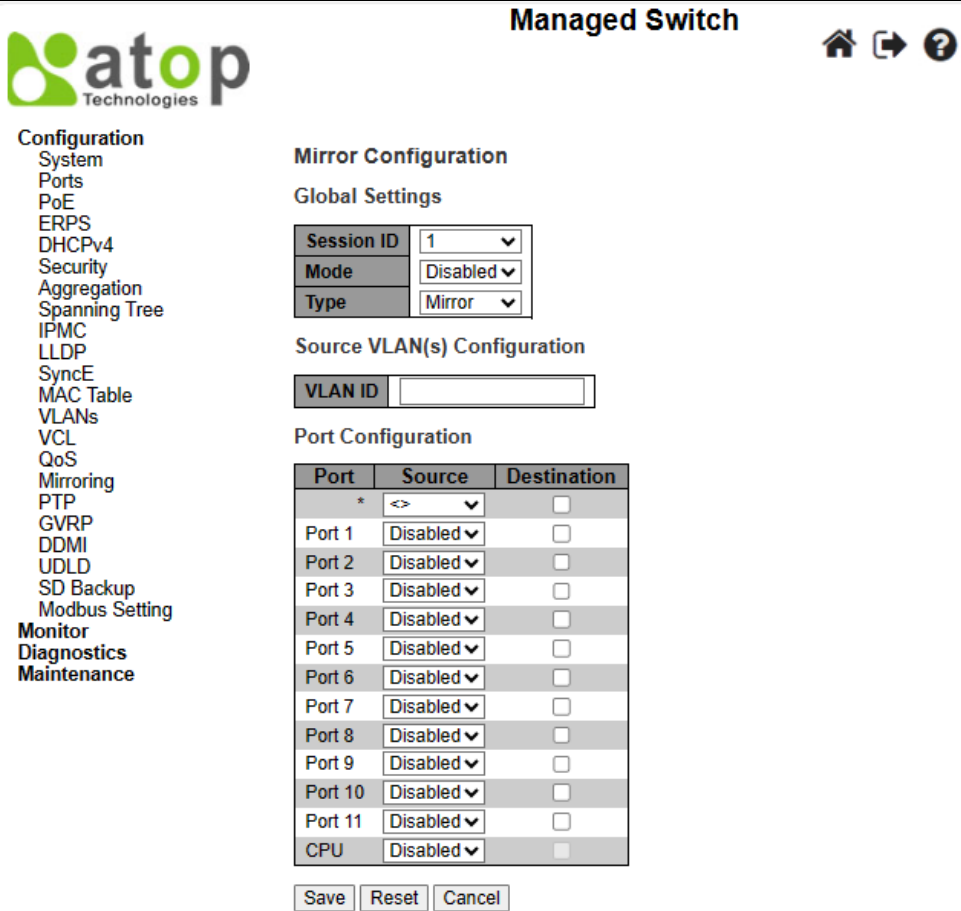 Managed Switch
atop
Technologies
?
Configuration
System
Ports
PoE
ERPS
DHCPv4
Security
Aggregation
Spanning Tree
IPMC
LLDP
SyncE
MAC Table
VLANs
VCL
QoS
Mirroring
PTP
GVRP
DDMI
UDLD
SD Backup
Modbus Setting
Monitor
Diagnostics
Maintenance
Mirror Configuration
Global Settings
Session ID 1
Mode Disabled
Type Mirror
Source VLAN(s) Configuration
VLAN ID
Port Configuration
Port Source Destination
* <>
Port 1 Disabled
Port 2 Disabled
Port 3 Disabled
Port 4 Disabled
Port 5 Disabled
Port 6 Disabled
Port 7 Disabled
Port 8 Disabled
Port 9 Disabled
Port 10 Disabled
Port 11 Disabled
CPU Disabled
Save Reset Cancel